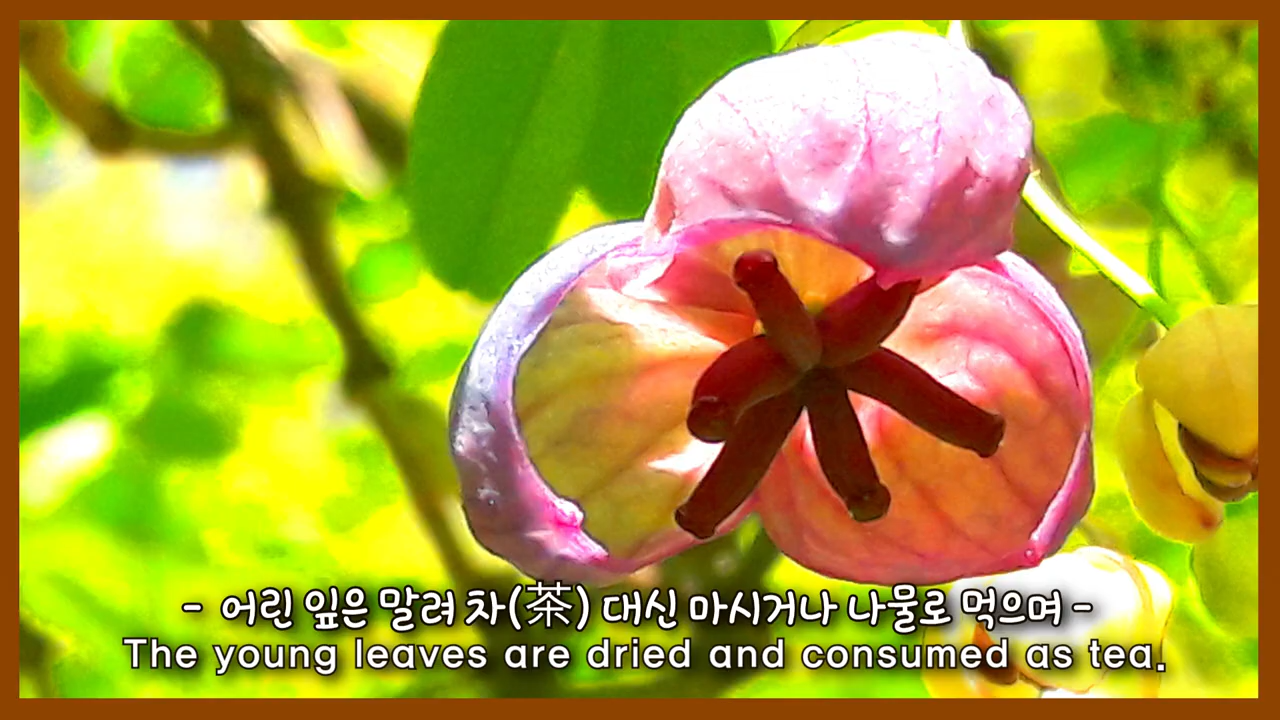 - 어린 잎은 말려 차(茶) 대신 마시거나 나물로 먹으며 -
The young leaves are dried and consumed as tea.